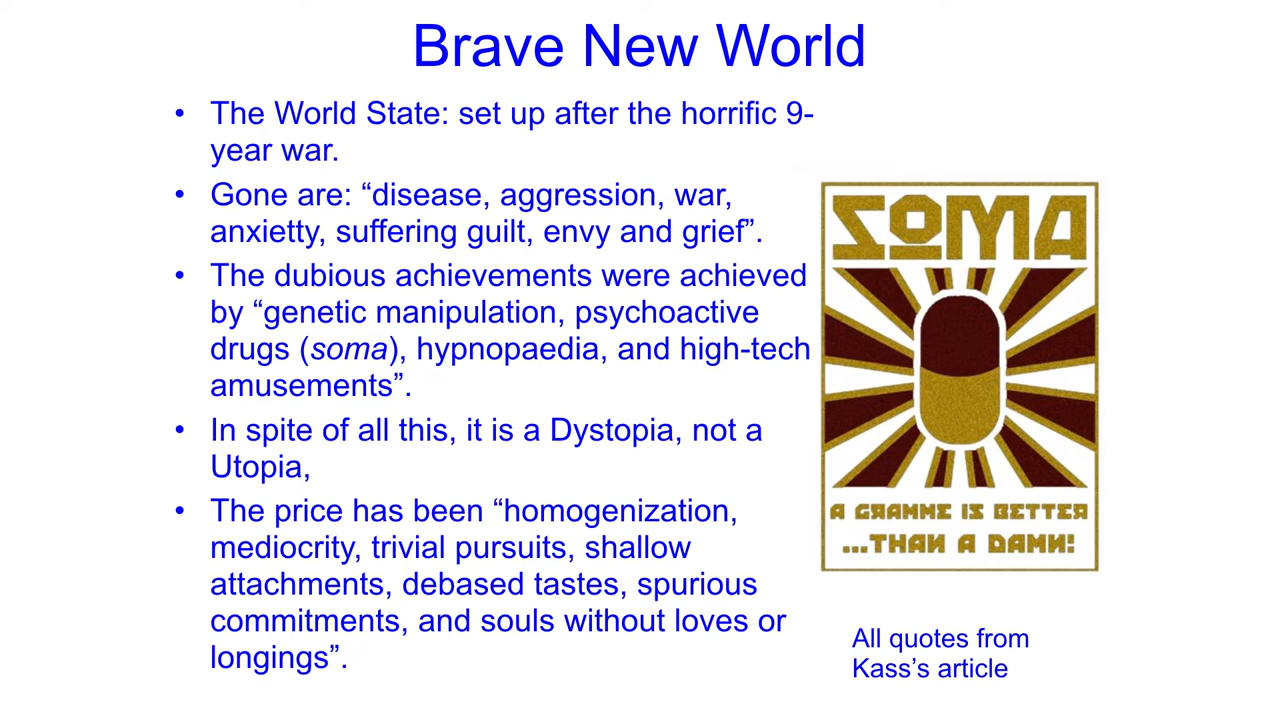 Brave New World
• The World State: set up after the horrific 9-
year war.
• Gone are: “disease, aggression, war,
anxietty, suffering guilt, envy and grief”.
• The dubious achievements were achieved
by “genetic manipulation, psychoactive
drugs (soma), hypnopaedia, and high-tech
amusements”.
• In spite of all this, it is a Dystopia, not a
Utopia,
• The price has been “homogenization,
mediocrity, trivial pursuits, shallow
attachments, debased tastes, spurious
commitments, and souls without loves or
longings”.
SOMA
A GRAMME IS BETTER
...THAN A DAMN!
All quotes from
Kass’s article